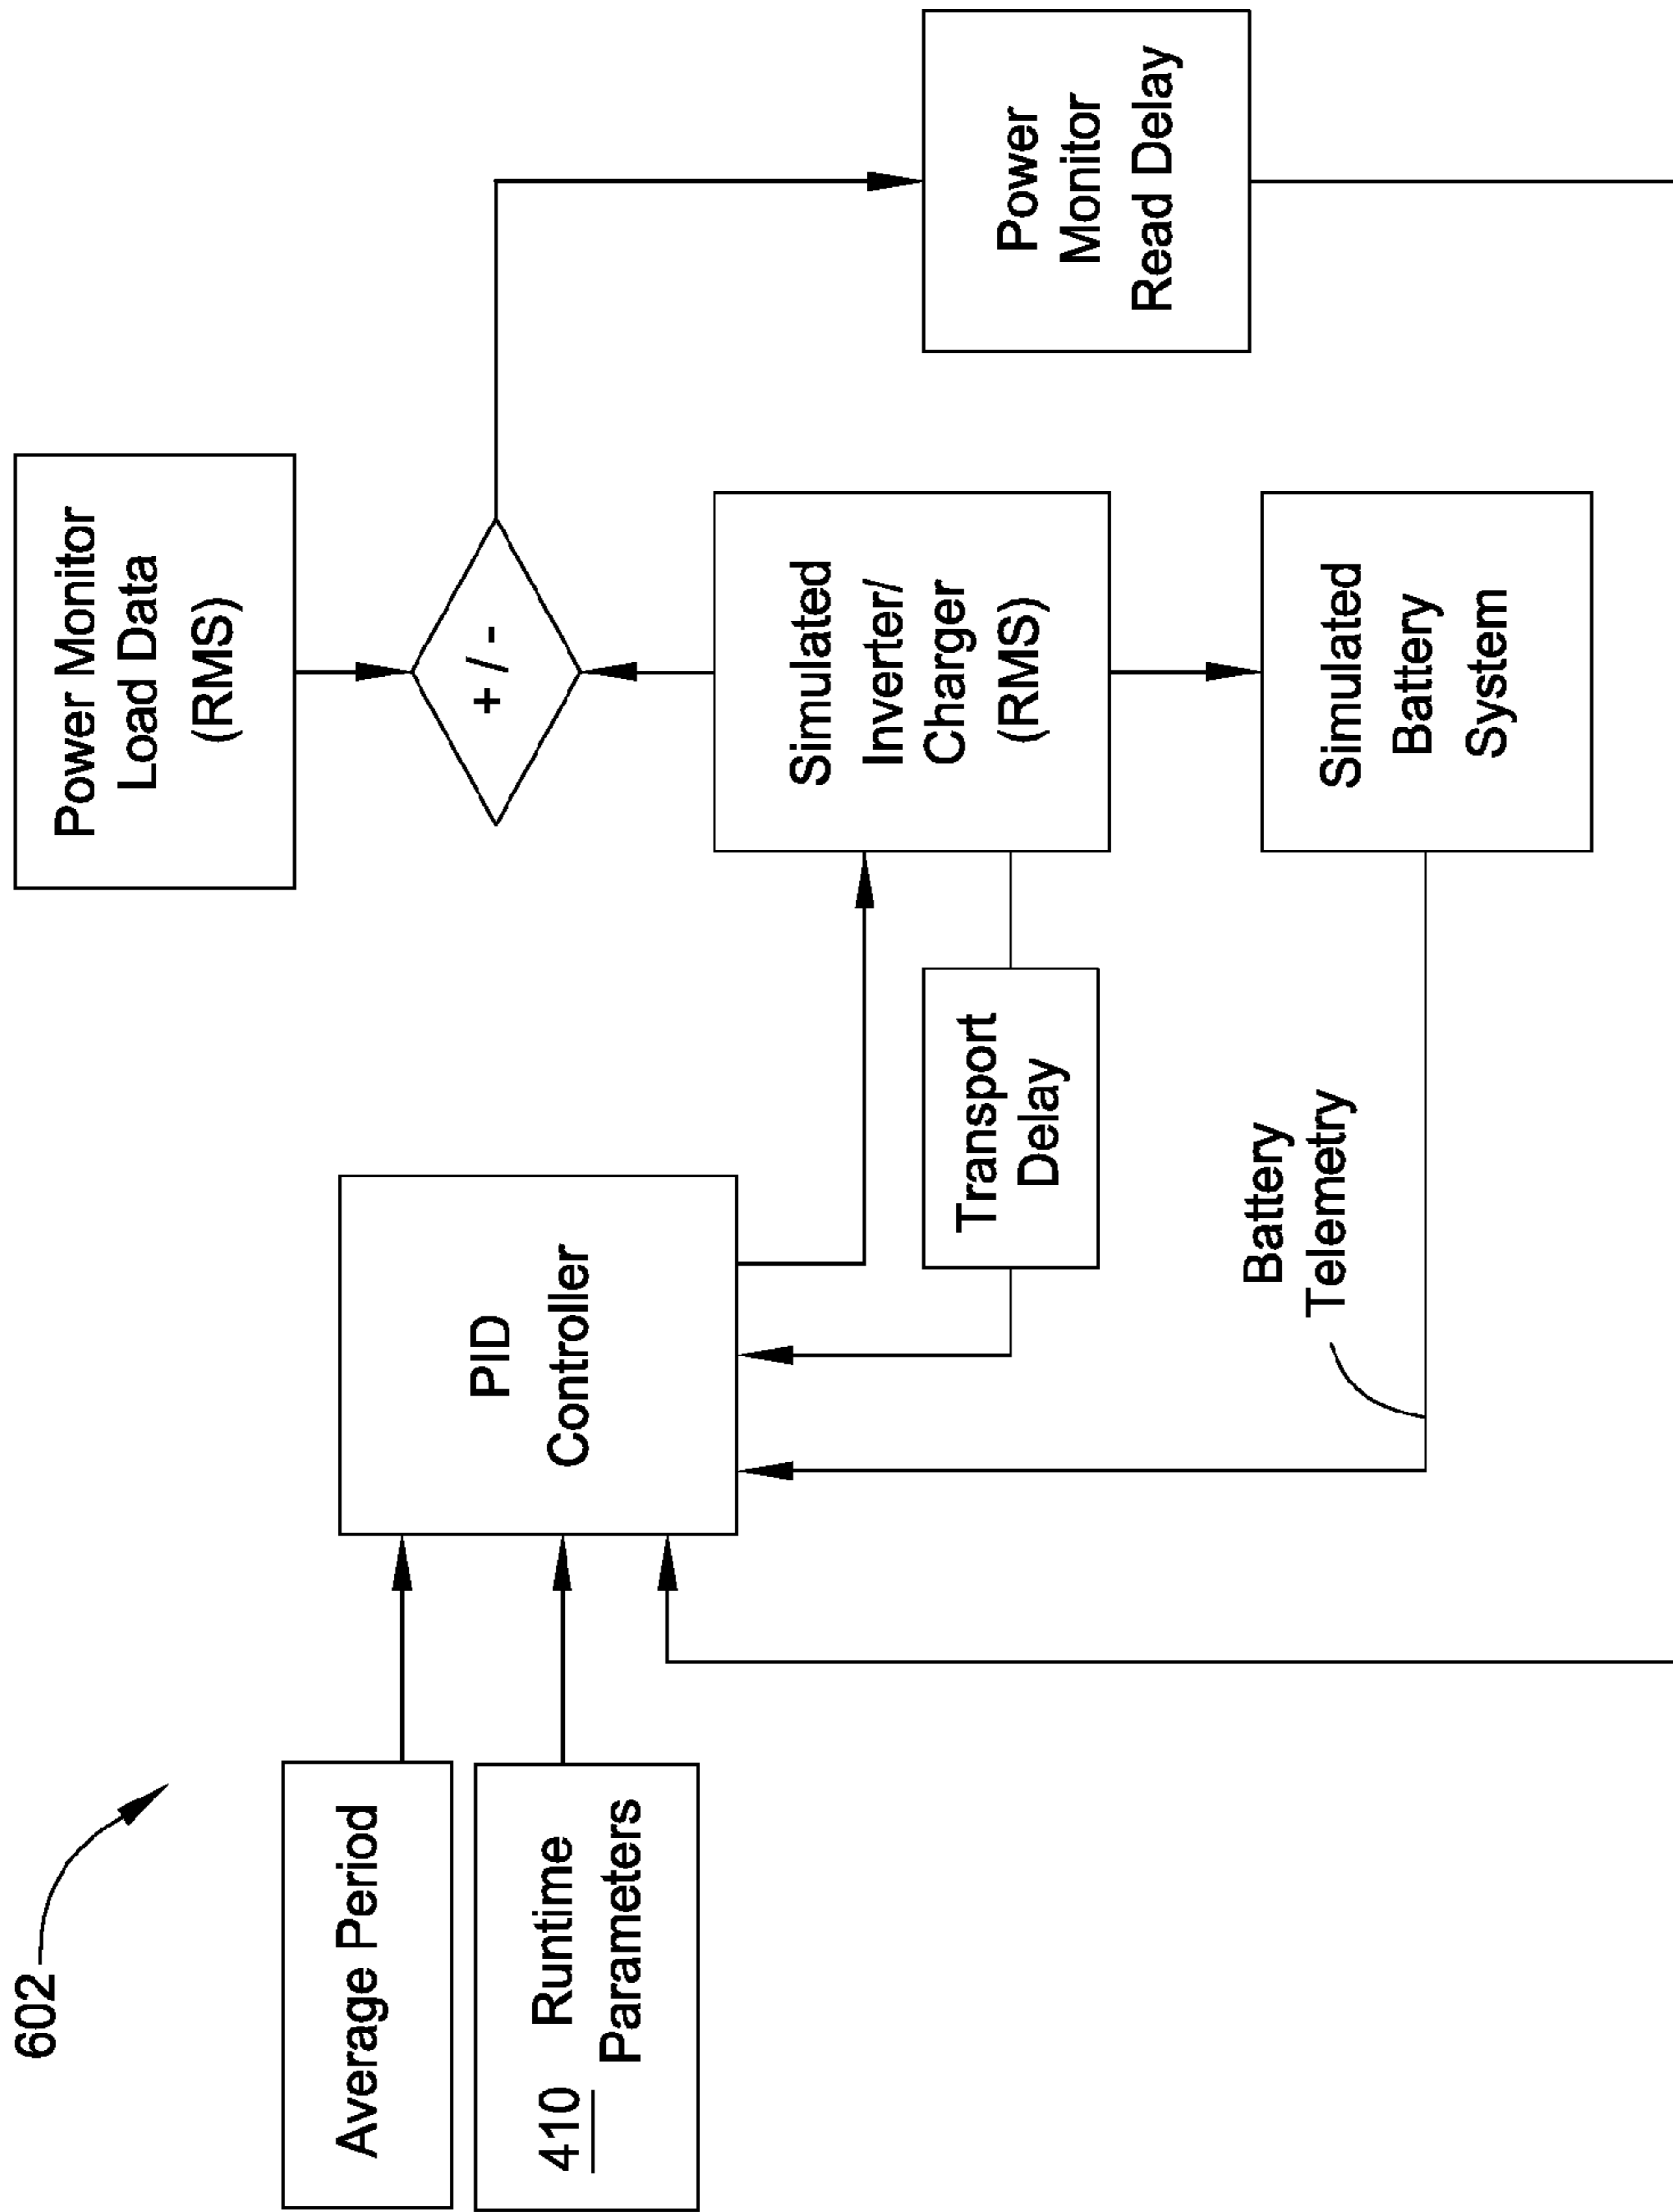 602
Average Period
410 Runtime
Parameters
PID
Controller
Transport
Delay
Battery
Telemetry
Power Monitor
Load Data
(RMS)
+ / -
Simulated
Inverter/
Charger
(RMS)
Simulated
Battery
System
Power
Monitor
Read Delay